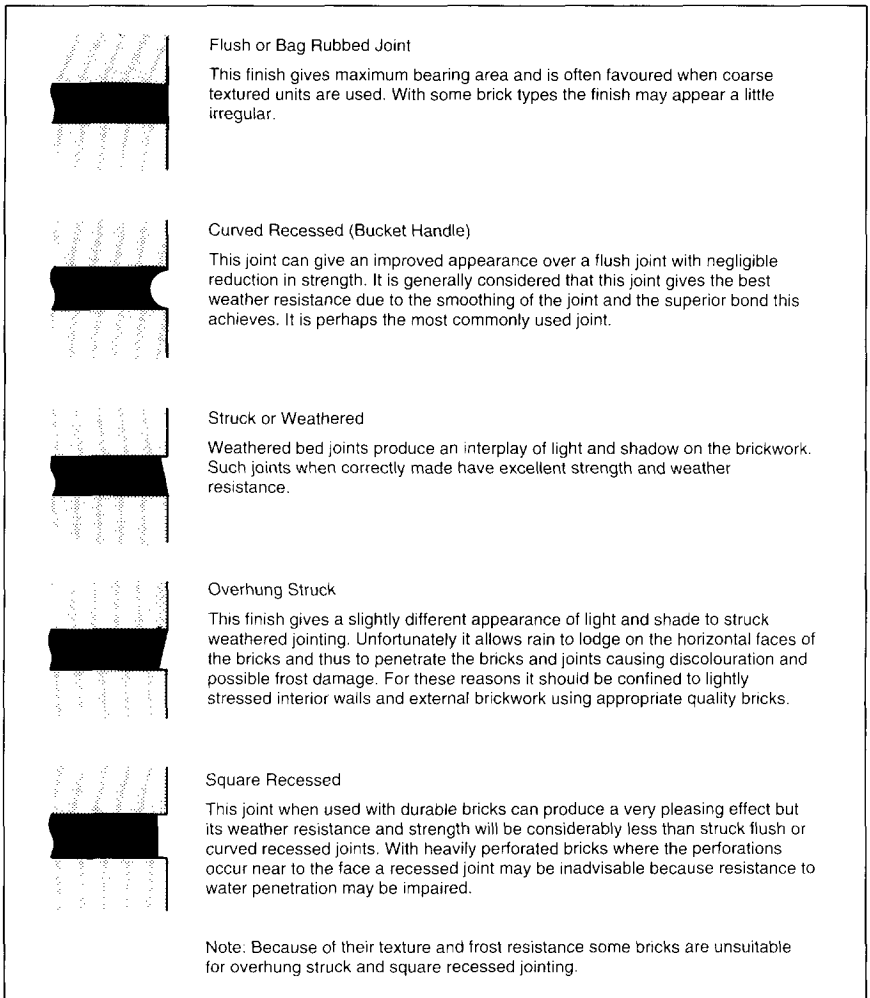 Flush or Bag Rubbed Joint
This finish gives maximum bearing area and is often favoured when coarse
textured units are used. With some brick types the finish may appear a little
irregular.
Curved Recessed (Bucket Handle)
This joint can give an improved appearance over a flush joint with negligible
reduction in strength. It is generally considered that this joint gives the best
weather resistance due to the smoothing of the joint and the superior bond this
achieves. It is perhaps the most commonly used joint.
Struck or Weathered
Weathered bed joints produce an interplay of light and shadow on the brickwork.
Such joints when correctly made have excellent strength and weather
resistance.
Overhung Struck
This finish gives a slightly different appearance of light and shade to struck
weathered jointing. Unfortunately it allows rain to lodge on the horizontal faces of
the bricks and thus to penetrate the bricks and joints causing discolouration and
possible frost damage. For these reasons it should be confined to lightly
stressed interior walls and external brickwork using appropriate quality bricks.
Square Recessed
This joint when used with durable bricks can produce a very pleasing effect but
its weather resistance and strength will be considerably less than struck flush or
curved recessed joints. With heavily perforated bricks where the perforations
occur near to the face a recessed joint may be inadvisable because resistance to
water penetration may be impaired.
Note: Because of their texture and frost resistance some bricks are unsuitable
for overhung struck and square recessed jointing.